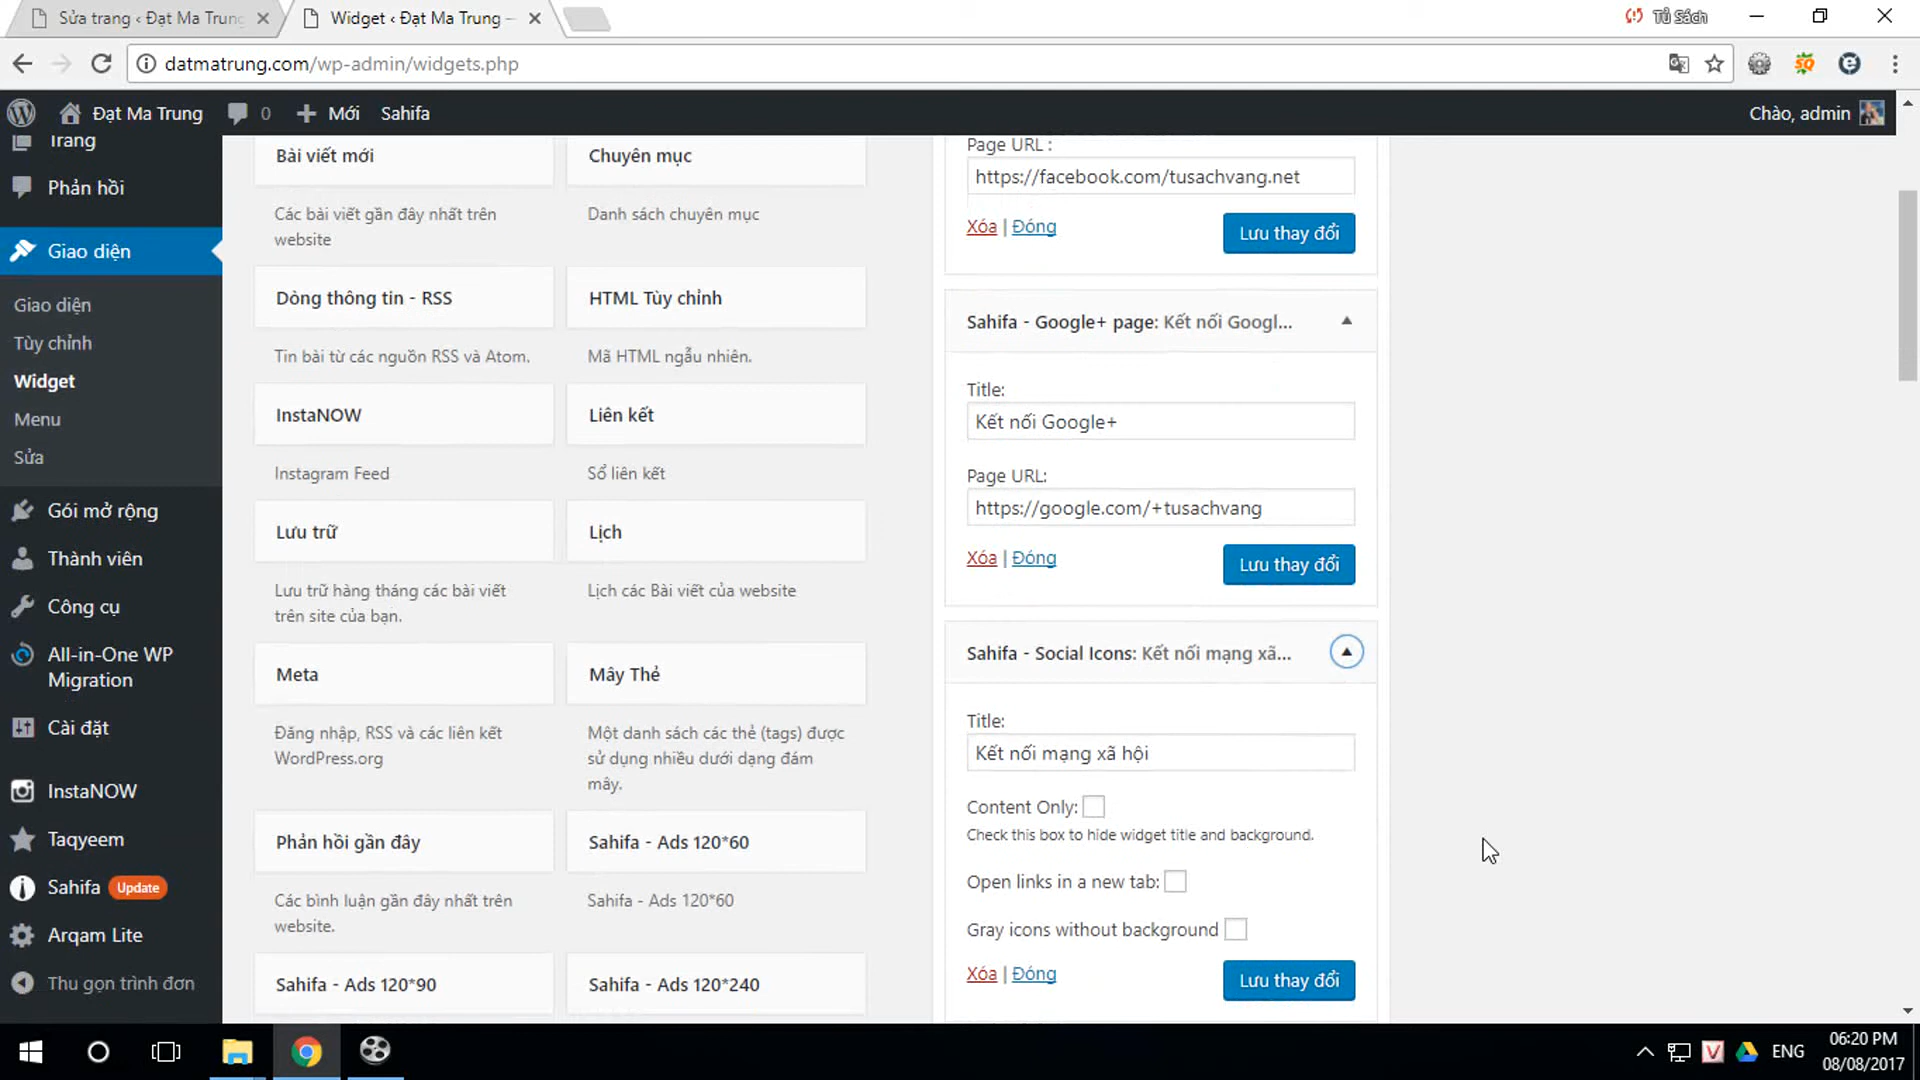 Sửa trang ‹ Đạt Ma Trung
Widget ‹ Đạt Ma Trung —
Tủ Sách
datmatrung.com/wp-admin/widgets.php
Đạt Ma Trung
0
Mới
Sahifa
Chào, admin
Trang
Phản hồi
Giao diện
Giao diện
Tùy chỉnh
Widget
Menu
Sửa
Gói mở rộng
Thành viên
Công cụ
All-in-One WP
Migration
Cài đặt
InstaNOW
Taqyeem
Sahifa Update
Arqam Lite
Thu gọn trình đơn
Bài viết mới
Các bài viết gần đây nhất trên
website
Dòng thông tin - RSS
Tin bài từ các nguồn RSS và Atom.
InstaNOW
Instagram Feed
Lưu trữ
Lưu trữ hàng tháng các bài viết
trên site của bạn.
Meta
Đăng nhập, RSS và các liên kết
WordPress.org
Phản hồi gần đây
Các bình luận gần đây nhất trên
website.
Sahifa - Ads 120*90
Chuyên mục
Danh sách chuyên mục
HTML Tùy chỉnh
Mã HTML ngẫu nhiên.
Liên kết
Sổ liên kết
Lịch
Lịch các Bài viết của website
Mây Thẻ
Một danh sách các thẻ (tags) được
sử dụng nhiều dưới dạng đám
mây.
Sahifa - Ads 120*60
Sahifa - Ads 120*60
Sahifa - Ads 120*240
Page URL :
https://facebook.com/tusachvang.net
Xóa | Đóng
Lưu thay đổi
Sahifa - Google+ page: Kết nối Googl...
Title:
Kết nối Google+
Page URL:
https://google.com/+tusachvang
Xóa | Đóng
Lưu thay đổi
Sahifa - Social Icons: Kết nối mạng xã...
Title:
Kết nối mạng xã hội
Content Only:
Check this box to hide widget title and background.
Open links in a new tab:
Gray icons without background
Xóa | Đóng
Lưu thay đổi
ENG
06:20 PM
08/08/2017